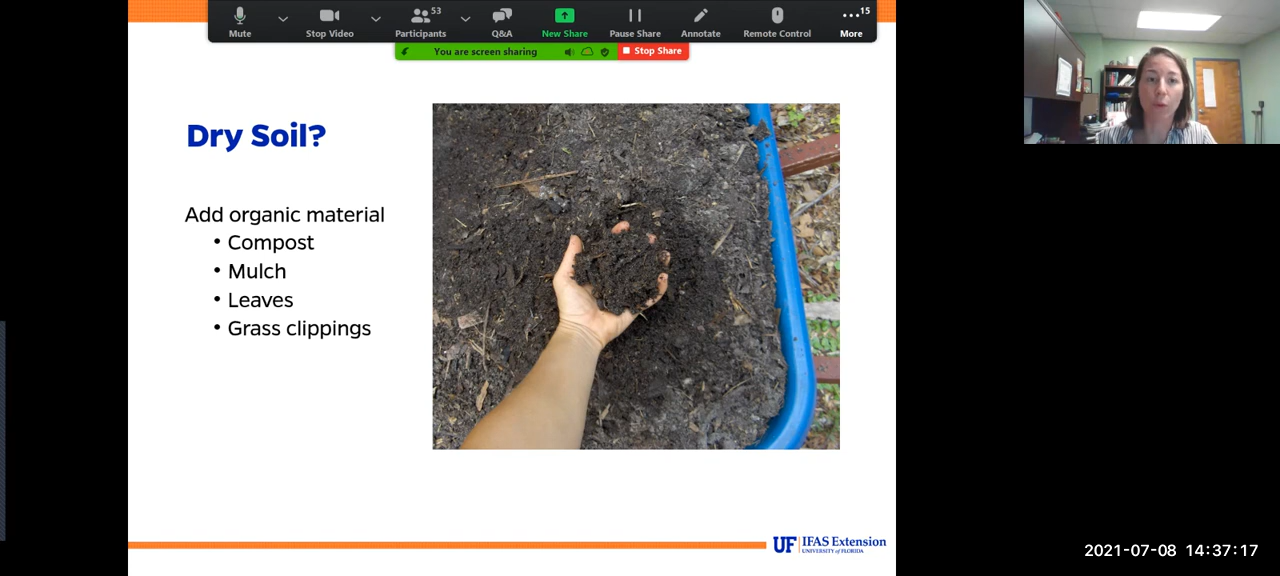 53
15
Mute
Stop Video
Participants
Q&A
New Share
Pause Share
Annotate
Remote Control
More
You are screen sharing
Stop Share
Dry Soil?
Add organic material
• Compost
• Mulch
• Leaves
• Grass clippings
UF IFAS Extension
UNIVERSITY of FLORIDA
2021-07-08 14:37:17